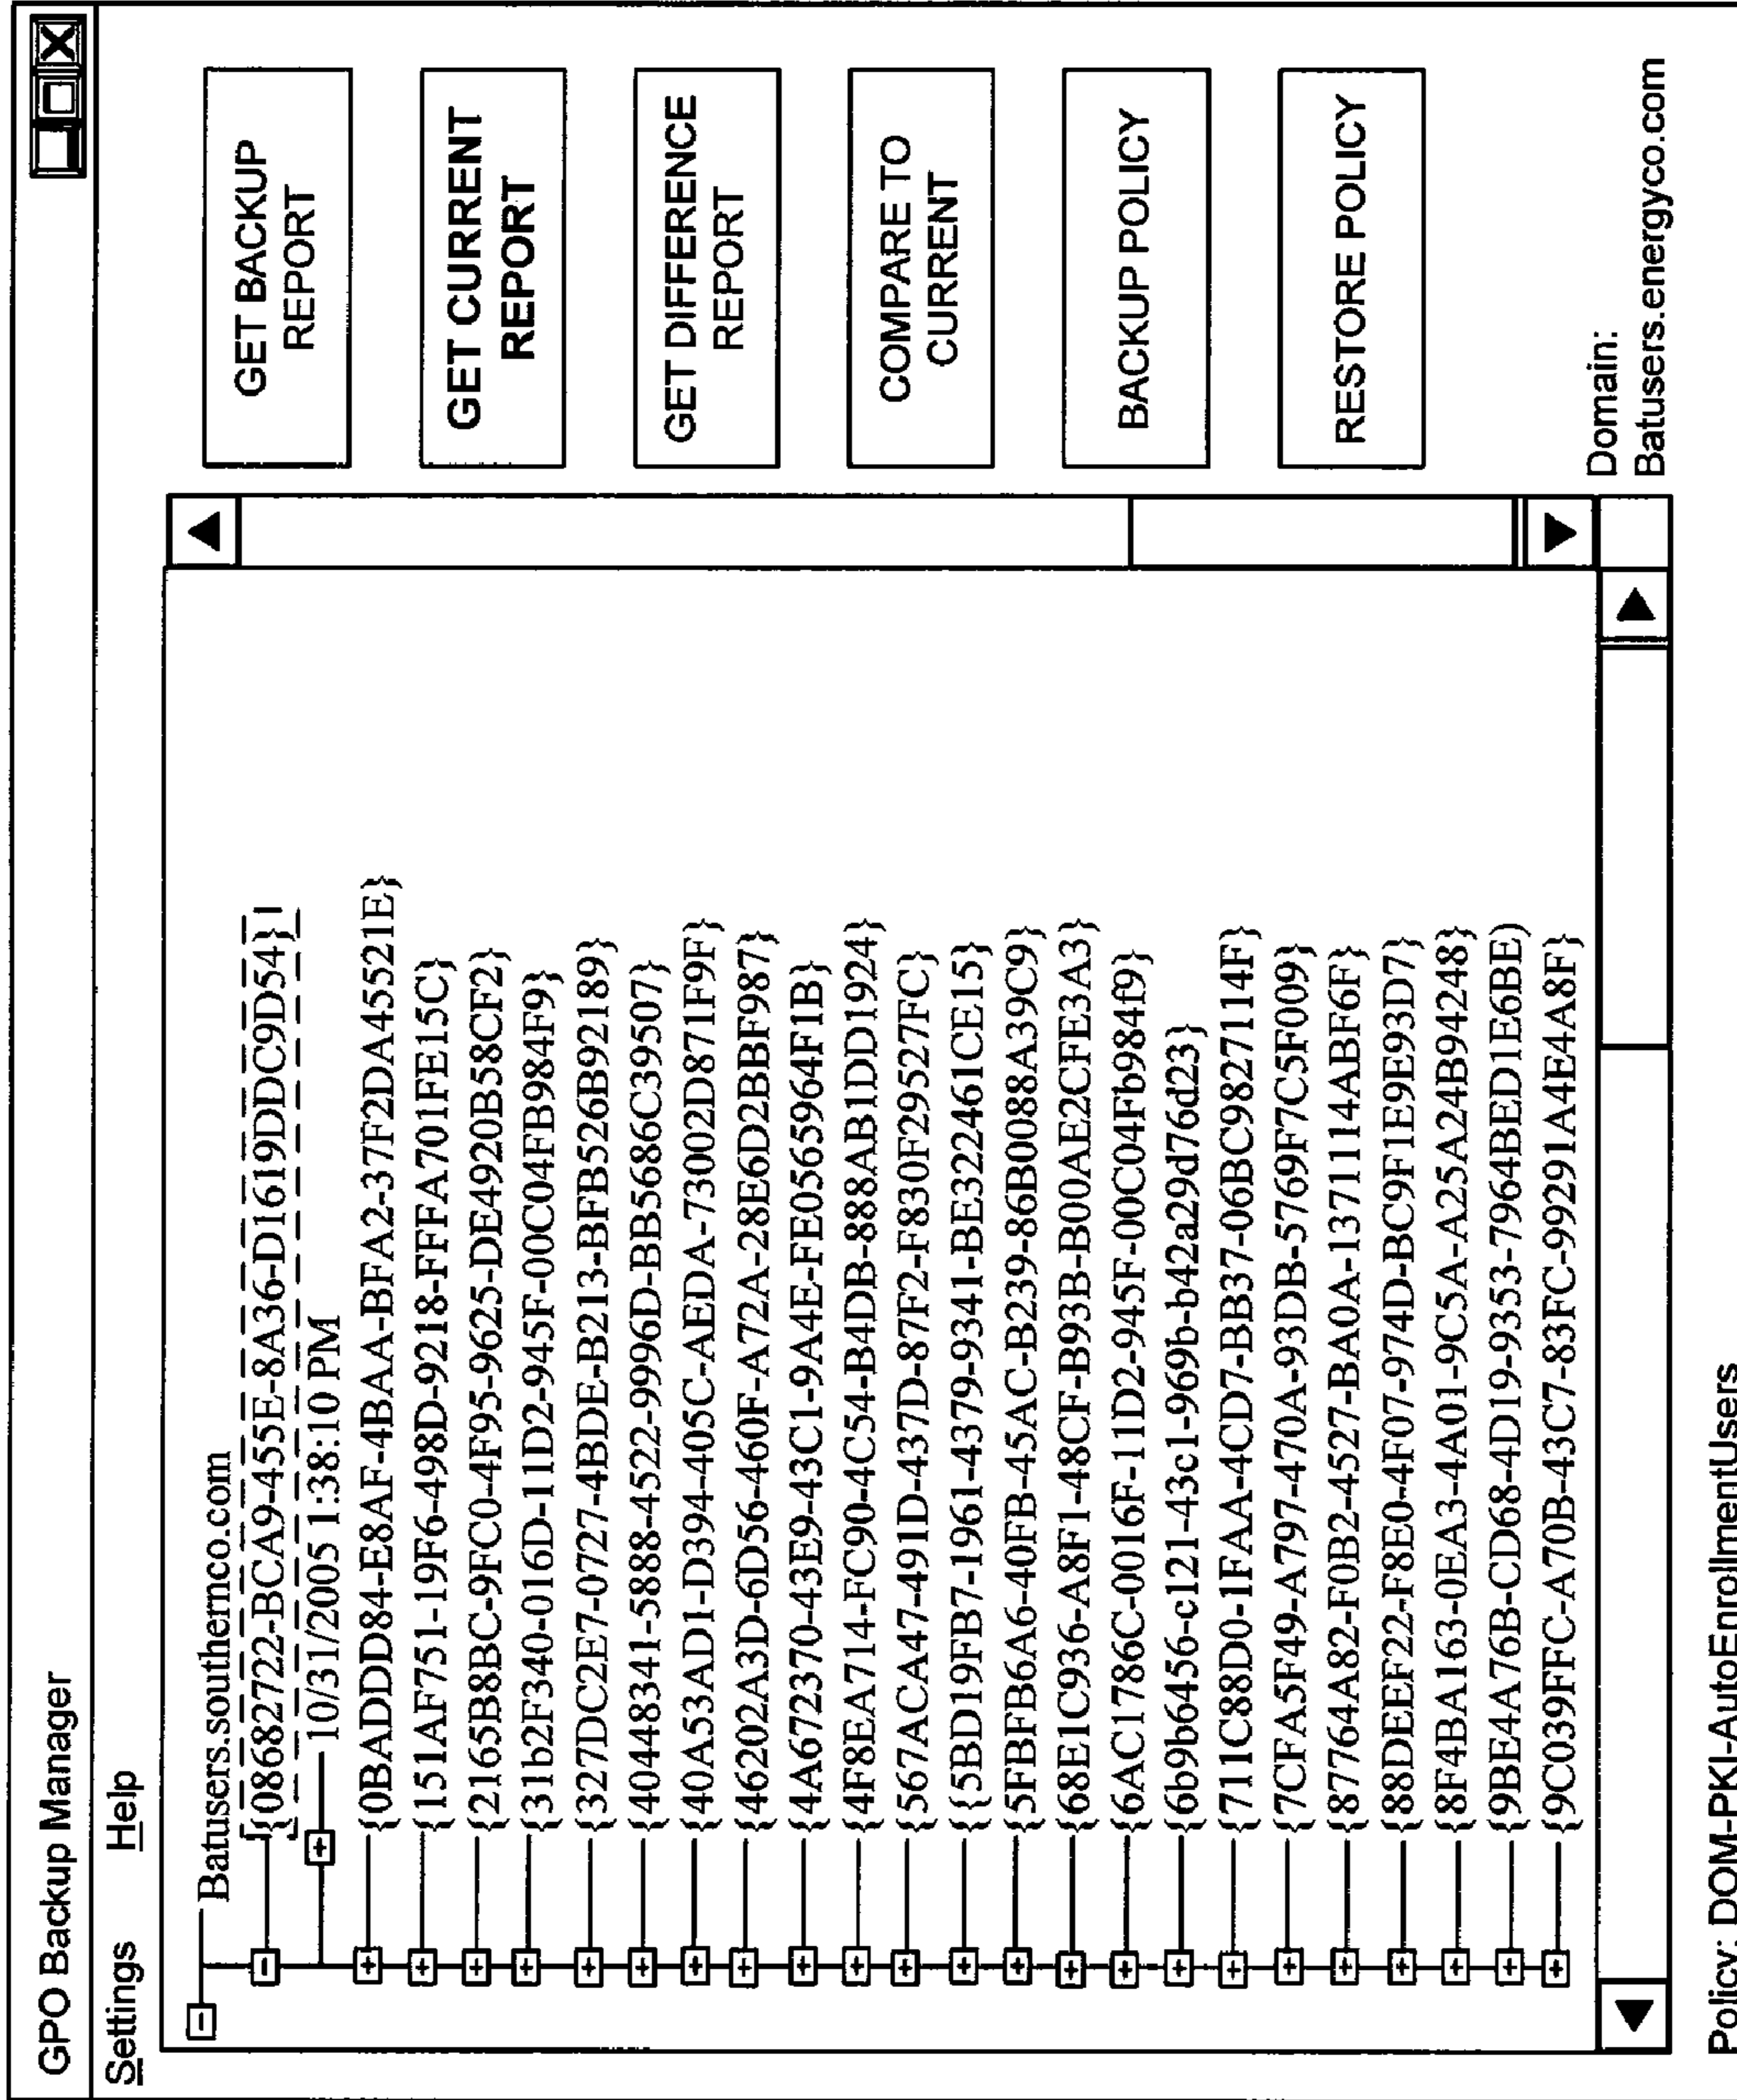 GPO Backup Manager
Settings Help
Batusers.southernco.com
{08682722-BCA9-455E-8A36-D1619DDC9D54}
10/31/2005 1:38:10 PM
{0BADDD84-E8AF-4BAA-BFA2-37F2DA45521E}
{151AF751-19F6-498D-9218-FFFA701FE15C}
{2165B8BC-9FC0-4F95-9625-DE4920B58CF2}
{31b2F340-016D-11D2-945F-00C04FB984F9}
{327DC2E7-0727-4BDE-B213-BFB526B92189}
{40448341-5888-4522-9996D-BB5686C39507}
{40A53AD1-D394-405C-AEDA-73002D871F9F}
{46202A3D-6D56-460F-A72A-28E6D2BBF987}
{4A672370-43E9-43C1-9A4E-FE0565964F1B}
{4F8EA714-FC90-4C54-B4DB-888AB1DD1924}
{567ACA47-491D-437D-87F2-F830F29527FC}
{{5BD19FB7-1961-4379-9341-BE322461CE15}
{5FBFB6A6-40FB-45AC-B239-86B0088A39C9}
{68E1C936-A8F1-48CF-B93B-B00AE2CFE3A3}
{6AC1786C-0016F-11D2-945F-00C04Fb984f9}
{6b9b6456-c121-43c1-969b-b42a29d76d23}
{711C88D0-1FAA-4CD7-BB37-06BC9827114F}
{7CFA5F49-A797-470A-93DB-5769F7C5F009}
{87764A82-F0B2-4527-BA0A-13711114ABF6F}
{88DEEF22-F8E0-4F07-974D-BC9F1E9E93D7}
{8F4BA163-0EA3-4A01-9C5A-A25A24B94248}
{9BE4A76B-CD68-4D19-9353-7964BED1E6BE)
{9C039FFC-A70B-43C7-83FC-99291A4E4A8F}
GET BACKUP
REPORT
GET CURRENT
REPORT
GET DIFFERENCE
REPORT
COMPARE TO
CURRENT
BACKUP POLICY
RESTORE POLICY
Domain:
Batusers.energyco.com
Policy: DOM-PKI-AutoEnrollmentUsers